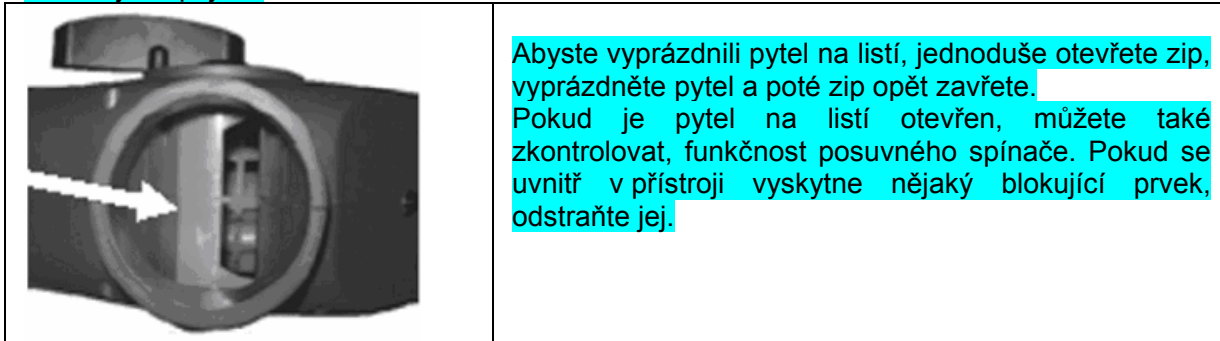 Abyste vyprázdnili pytel na listí, jednoduše otevřete zip,
vyprázdněte pytel a poté zip opět zavřete.
Pokud je pytel na listí otevřen, můžete také
zkontrolovat, funkčnost posuvného spínače. Pokud se
uvnitř v přístroji vyskytne nějaký blokující prvek,
odstraňte jej.